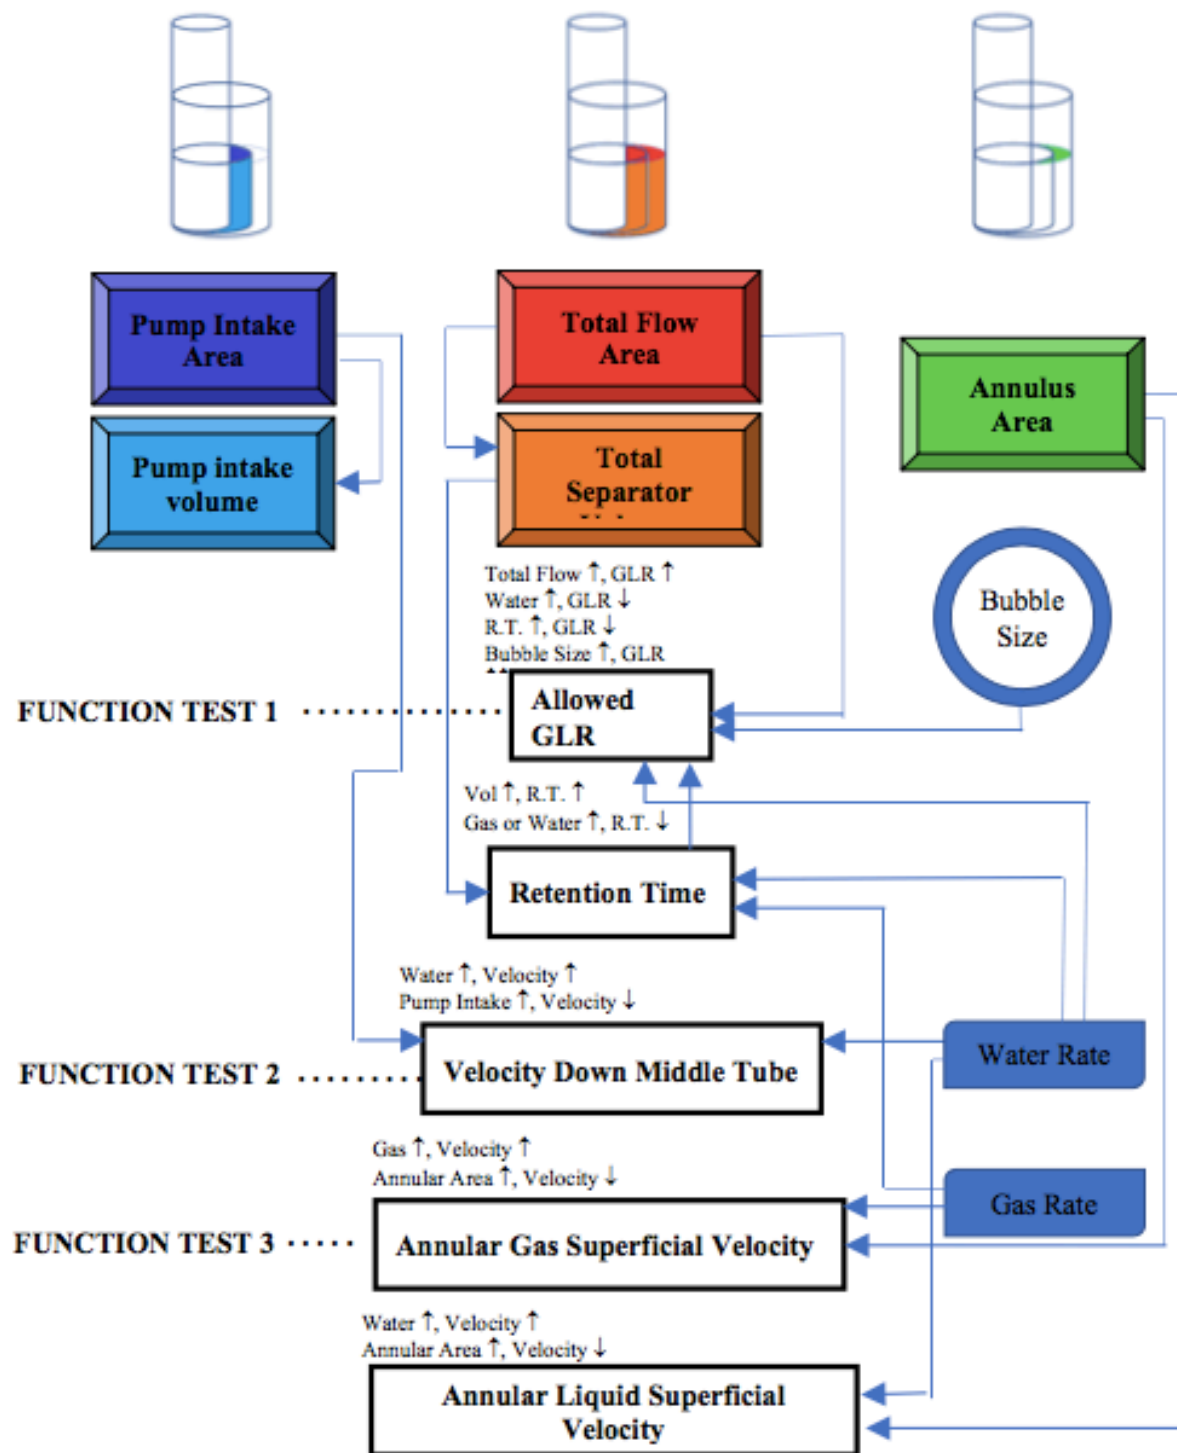 Pump Intake
Area
Total Flow
Area
Annulus
Area
Pump intake
volume
Total
Separator
Bubble
Size
Total Flow ↑, GLR ↑
Water ↑, GLR ↓
R.T. ↑, GLR ↓
Bubble Size ↑, GLR
FUNCTION TEST 1
Allowed
GLR
Vol ↑, R.T. ↑
Gas or Water ↑, R.T. ↓
Retention Time
Water ↑, Velocity ↑
Pump Intake ↑, Velocity ↓
FUNCTION TEST 2
Velocity Down Middle Tube
Water Rate
Gas ↑, Velocity ↑
Annular Area ↑, Velocity ↓
Gas Rate
FUNCTION TEST 3
Annular Gas Superficial Velocity
Water ↑, Velocity ↑
Annular Area ↑, Velocity ↓
Annular Liquid Superficial
Velocity